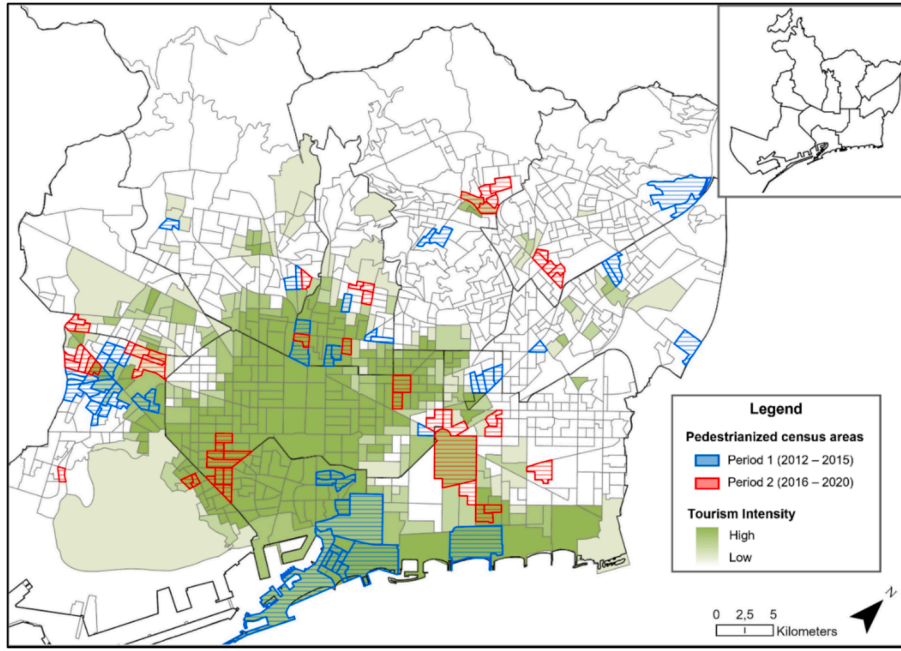 Legend
Pedestrianized census areas
Period 1 (2012 – 2015)
Period 2 (2016 – 2020)
Tourism Intensity
High
Low
N
0 2,5 5
Kilometers